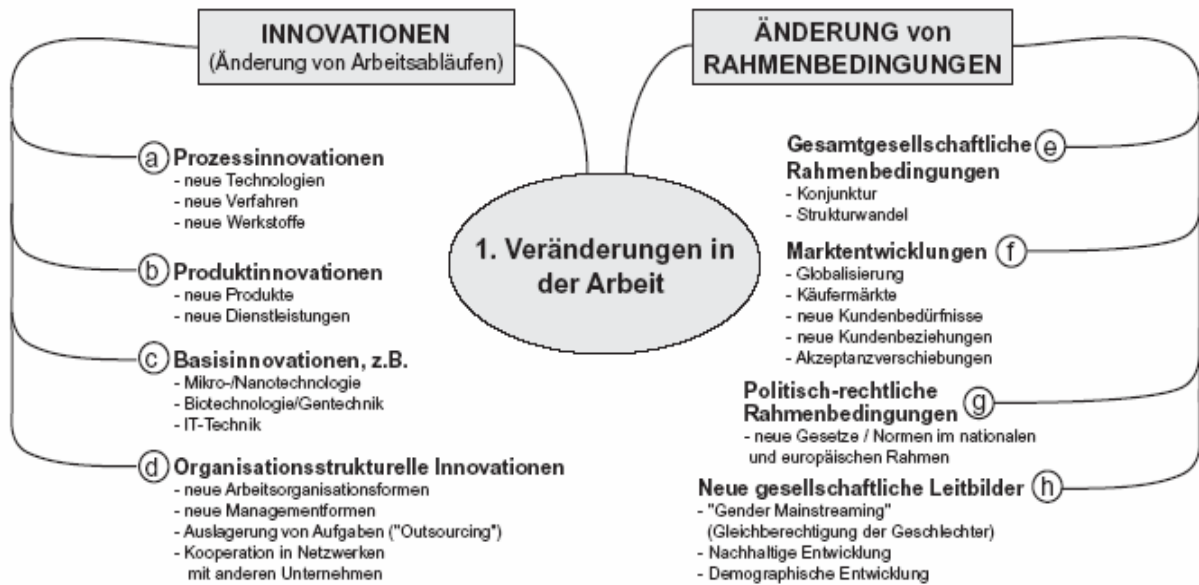 INNOVATIONEN
(Änderung von Arbeitsabläufen)
a Prozessinnovationen
- neue Technologien
- neue Verfahren
- neue Werkstoffe
b Produktinnovationen
- neue Produkte
- neue Dienstleistungen
c Basisinnovationen, z.B.
- Mikro-/Nanotechnologie
- Biotechnologie/Gentechnik
- IT-Technik
d Organisationsstrukturelle Innovationen
- neue Arbeitsorganisationsformen
- neue Managementformen
- Auslagerung von Aufgaben ("Outsourcing")
- Kooperation in Netzwerken
mit anderen Unternehmen
1. Veränderungen in
der Arbeit
ÄNDERUNG von
RAHMENBEDINGUNGEN
Gesamtgesellschaftliche e
Rahmenbedingungen
- Konjunktur
- Strukturwandel
Marktentwicklungen f
- Globalisierung
- Käufermärkte
- neue Kundenbedürfnisse
- neue Kundenbeziehungen
- Akzeptanzverschiebungen
Politisch-rechtliche
Rahmenbedingungen g
- neue Gesetze / Normen im nationalen
und europäischen Rahmen
Neue gesellschaftliche Leitbilder h
- "Gender Mainstreaming"
(Gleichberechtigung der Geschlechter)
- Nachhaltige Entwicklung
- Demographische Entwicklung